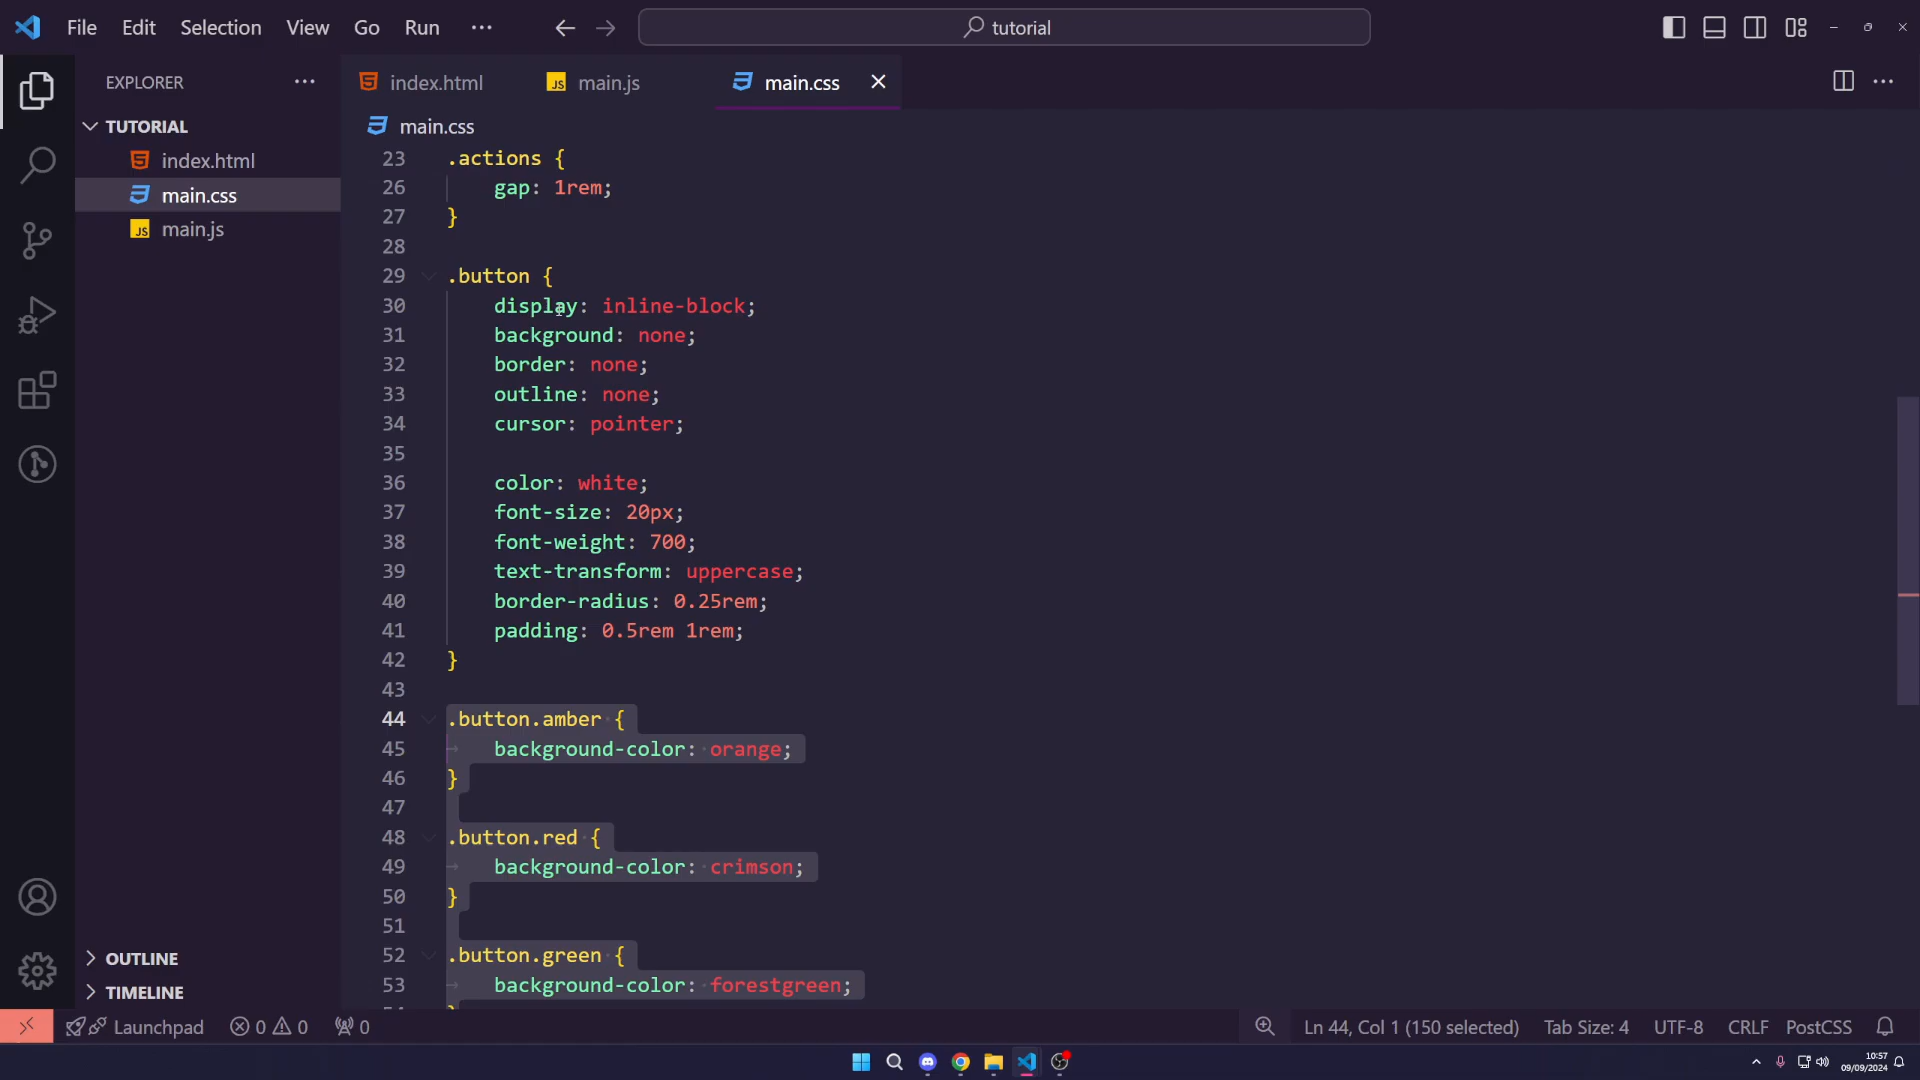 File Edit Selection View Go Run ···
tutorial
EXPLORER ···
index.html
main.js
main.css
TUTORIAL
index.html
main.css
main.js
main.css
23 .actions {
26 gap: 1rem;
27 }
28
29 .button {
30 display: inline-block;
31 background: none;
32 border: none;
33 outline: none;
34 cursor: pointer;
35
36 color: white;
37 font-size: 20px;
38 font-weight: 700;
39 text-transform: uppercase;
40 border-radius: 0.25rem;
41 padding: 0.5rem 1rem;
42 }
43
44 .button.amber {
45 background-color: orange;
46 }
47
48 .button.red {
49 background-color: crimson;
50 }
51
52 .button.green {
53 background-color: forestgreen;
OUTLINE
TIMELINE
Launchpad 0 0 0
Ln 44, Col 1 (150 selected) Tab Size: 4 UTF-8 CRLF PostCSS
10:57
09/09/2024